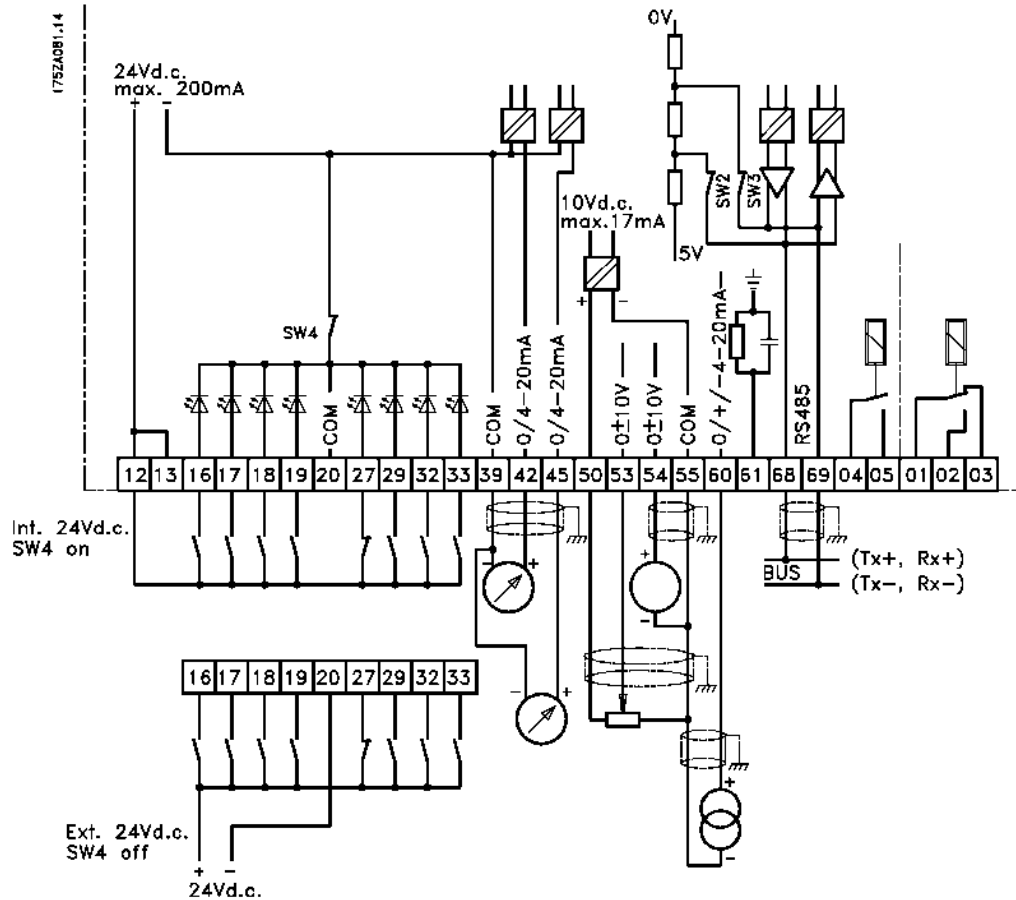 175ZA081.14
0V
24Vd.c.
max. 200mA
+ −
SW2
SW3
10Vd.c.
max.17mA
5V
+ −
SW4
COM
COM
0/4-20mA
0/4-20mA
0±10V
0±10V
COM
0/+/-4-20mA
RS485
12 13 16 17 18 19 20 27 29 32 33 39 42 45 50 53 54 55 60 61 68 69 04 05 01 02 03
Int. 24Vd.c.
SW4 on
− +
+
−
BUS
(Tx+, Rx+)
(Tx−, Rx−)
16 17 18 19 20 27 29 32 33
− +
+
−
Ext. 24Vd.c.
SW4 off
+ −
24Vd.c.